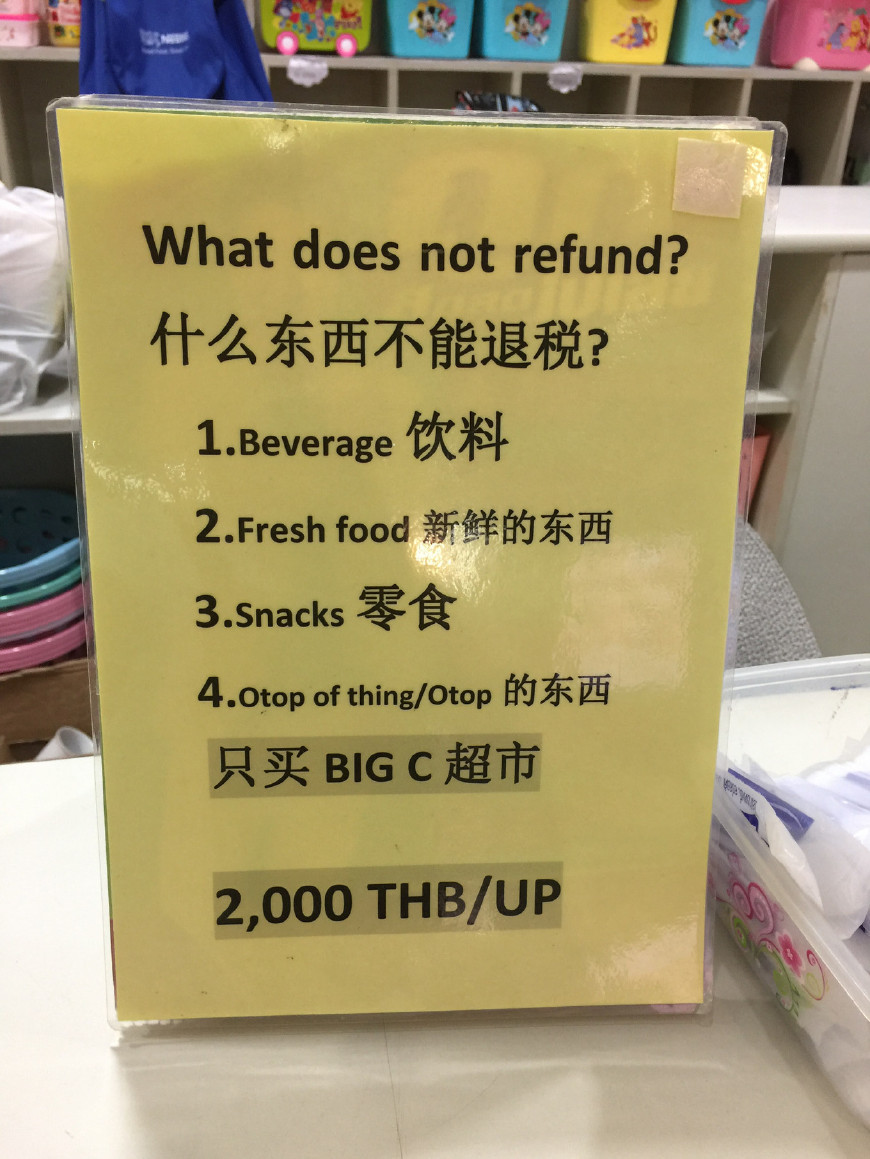 What does not refund?
什么东西不能退税?
1.Beverage 饮料
2.Fresh food 新鲜的东西
3.Snacks 零食
4.Otop of thing/Otop 的东西
只买 BIG C 超市
2,000 THB/UP